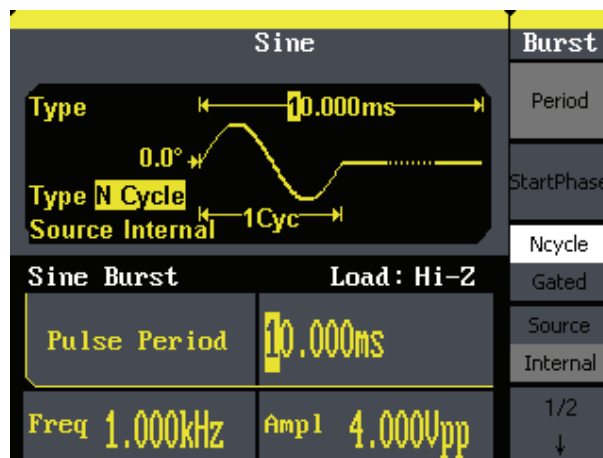 Sine
Burst
Type
10.000ms
0.0°
Type N Cycle
Source Internal
1Cyc
Sine Burst
Load: Hi-Z
Pulse Period
10.000ms
Freq 1.000kHz
Ampl 4.000Vpp
Period
StartPhase
Ncycle
Gated
Source
Internal
1/2
↓